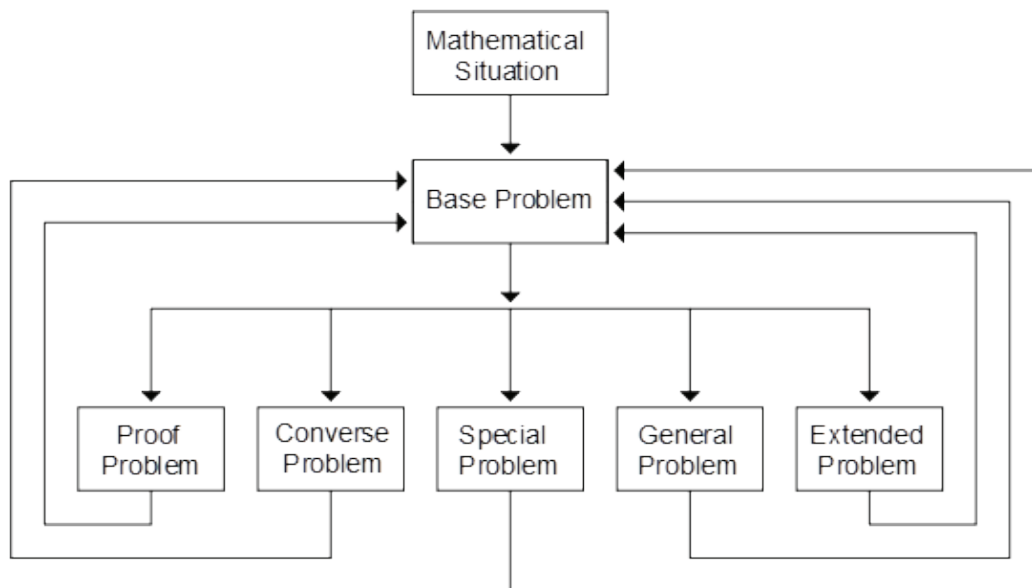 Mathematical
Situation
Base Problem
Proof
Problem
Converse
Problem
Special
Problem
General
Problem
Extended
Problem